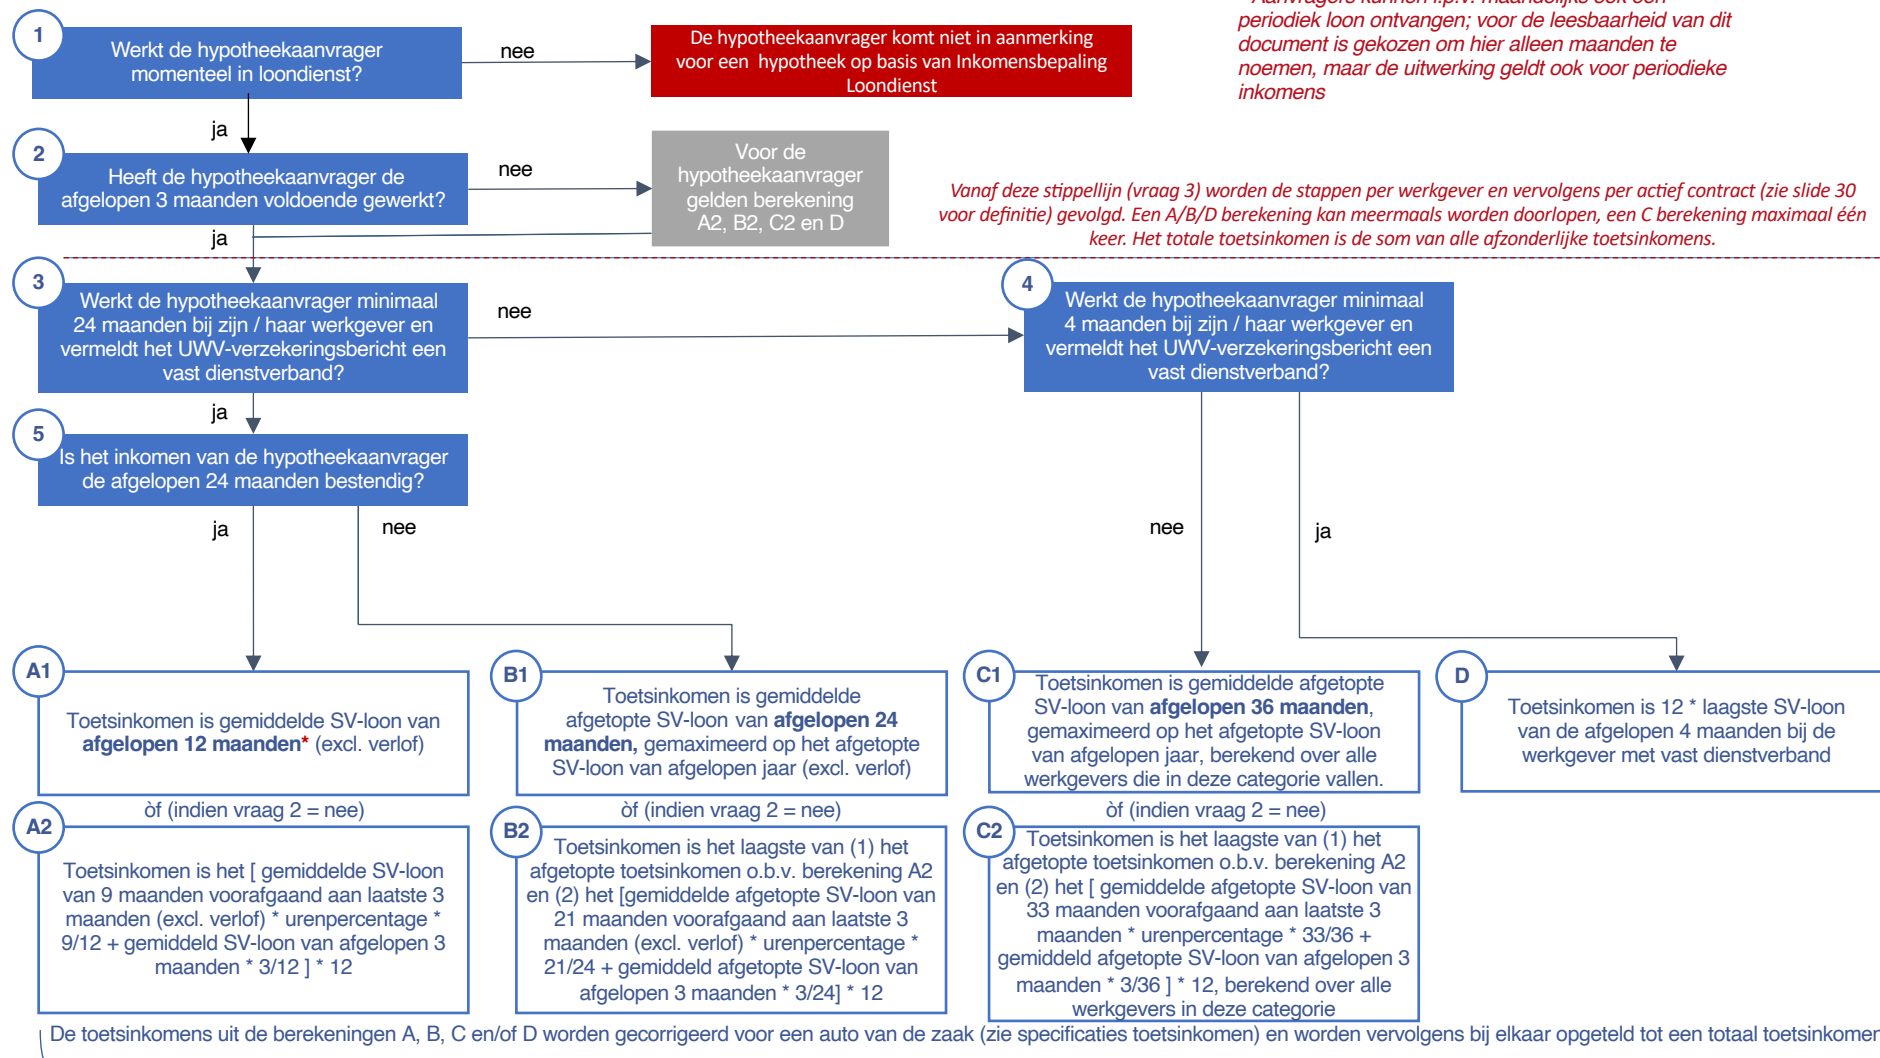 * Aanvragers kunnen i.p.v. maandelijks ook een
periodiek loon ontvangen; voor de leesbaarheid van dit
document is gekozen om hier alleen maanden te
noemen, maar de uitwerking geldt ook voor periodieke
inkomens
1
Werkt de hypotheekaanvrager
momenteel in loondienst?
nee
De hypotheekaanvrager komt niet in aanmerking
voor een hypotheek op basis van Inkomensbepaling
Loondienst
ja
2
Heeft de hypotheekaanvrager de
afgelopen 3 maanden voldoende gewerkt?
nee
Voor de
hypotheekaanvrager
gelden berekening
A2, B2, C2 en D
ja
Vanaf deze stippellijn (vraag 3) worden de stappen per werkgever en vervolgens per actief contract (zie slide 30
voor definitie) gevolgd. Een A/B/D berekening kan meermaals worden doorlopen, een C berekening maximaal één
keer. Het totale toetsinkomen is de som van alle afzonderlijke toetsinkomens.
3
Werkt de hypotheekaanvrager minimaal
24 maanden bij zijn / haar werkgever en
vermeldt het UWV-verzekeringsbericht een
vast dienstverband?
nee
4
Werkt de hypotheekaanvrager minimaal
4 maanden bij zijn / haar werkgever en
vermeldt het UWV-verzekeringsbericht een
vast dienstverband?
ja
5
Is het inkomen van de hypotheekaanvrager
de afgelopen 24 maanden bestendig?
ja
nee
nee
ja
A1
Toetsinkomen is gemiddelde SV-loon van
afgelopen 12 maanden* (excl. verlof)
B1
Toetsinkomen is gemiddelde
afgetopte SV-loon van afgelopen 24
maanden, gemaximeerd op het afgetopte
SV-loon van afgelopen jaar (excl. verlof)
C1
Toetsinkomen is gemiddelde afgetopte
SV-loon van afgelopen 36 maanden,
gemaximeerd op het afgetopte SV-loon
van afgelopen jaar, berekend over alle
werkgevers die in deze categorie vallen.
D
Toetsinkomen is 12 * laagste SV-loon
van de afgelopen 4 maanden bij de
werkgever met vast dienstverband
òf (indien vraag 2 = nee)
òf (indien vraag 2 = nee)
òf (indien vraag 2 = nee)
A2
Toetsinkomen is het [ gemiddelde SV-loon
van 9 maanden voorafgaand aan laatste 3
maanden (excl. verlof) * urenpercentage *
9/12 + gemiddeld SV-loon van afgelopen 3
maanden * 3/12 ] * 12
B2
Toetsinkomen is het laagste van (1) het
afgetopte toetsinkomen o.b.v. berekening A2
en (2) het [gemiddelde afgetopte SV-loon van
21 maanden voorafgaand aan laatste 3
maanden (excl. verlof) * urenpercentage *
21/24 + gemiddeld afgetopte SV-loon van
afgelopen 3 maanden * 3/24] * 12
C2
Toetsinkomen is het laagste van (1) het
afgetopte toetsinkomen o.b.v. berekening A2
en (2) het [ gemiddelde afgetopte SV-loon van
33 maanden voorafgaand aan laatste 3
maanden * urenpercentage * 33/36 +
gemiddeld afgetopte SV-loon van afgelopen 3
maanden * 3/36 ] * 12, berekend over alle
werkgevers in deze categorie
De toetsinkomens uit de berekeningen A, B, C en/of D worden gecorrigeerd voor een auto van de zaak (zie specificaties toetsinkomen) en worden vervolgens bij elkaar opgeteld tot een totaal toetsinkomen